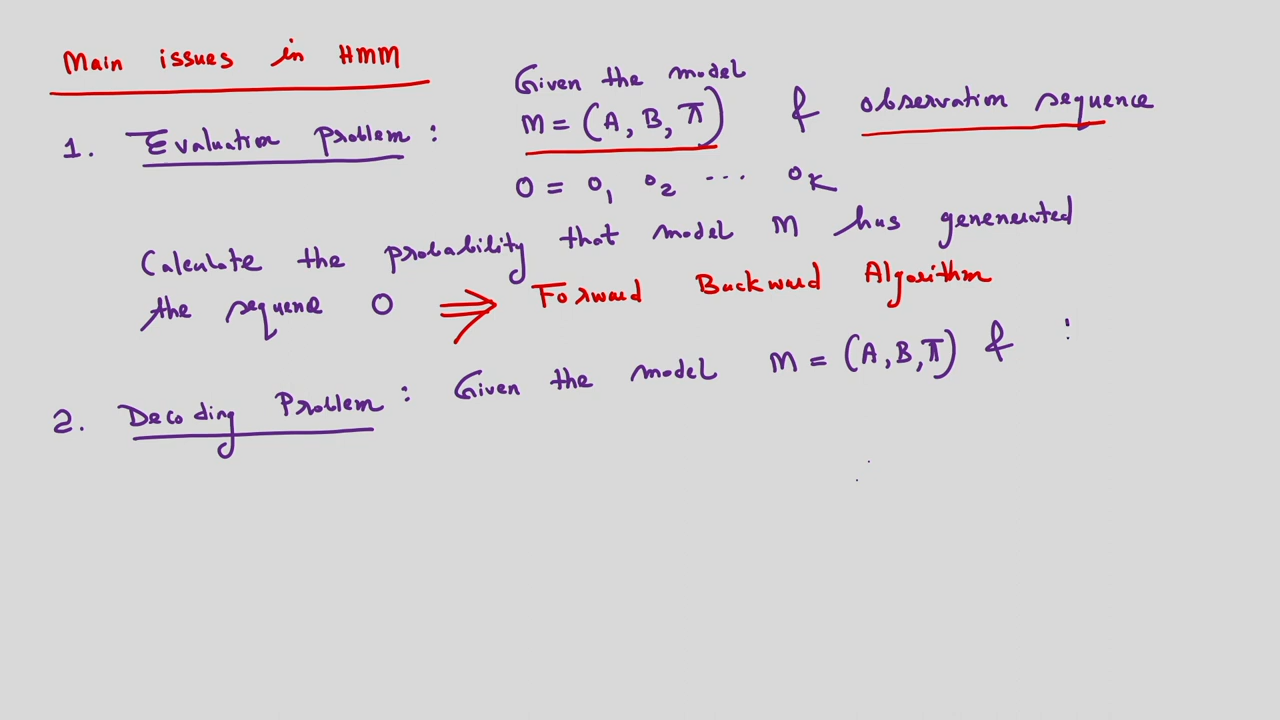 Main issues in HMM
Given the model
1. Evaluation Problem : M = (A, B, π) & observation sequence
O = o₁ o₂ ... oₖ
Calculate the probability that model M has genenerated
the sequence O ⇒ Forward Backward Algorithm
2. Decoding Problem : Given the model M = (A, B, π) & :